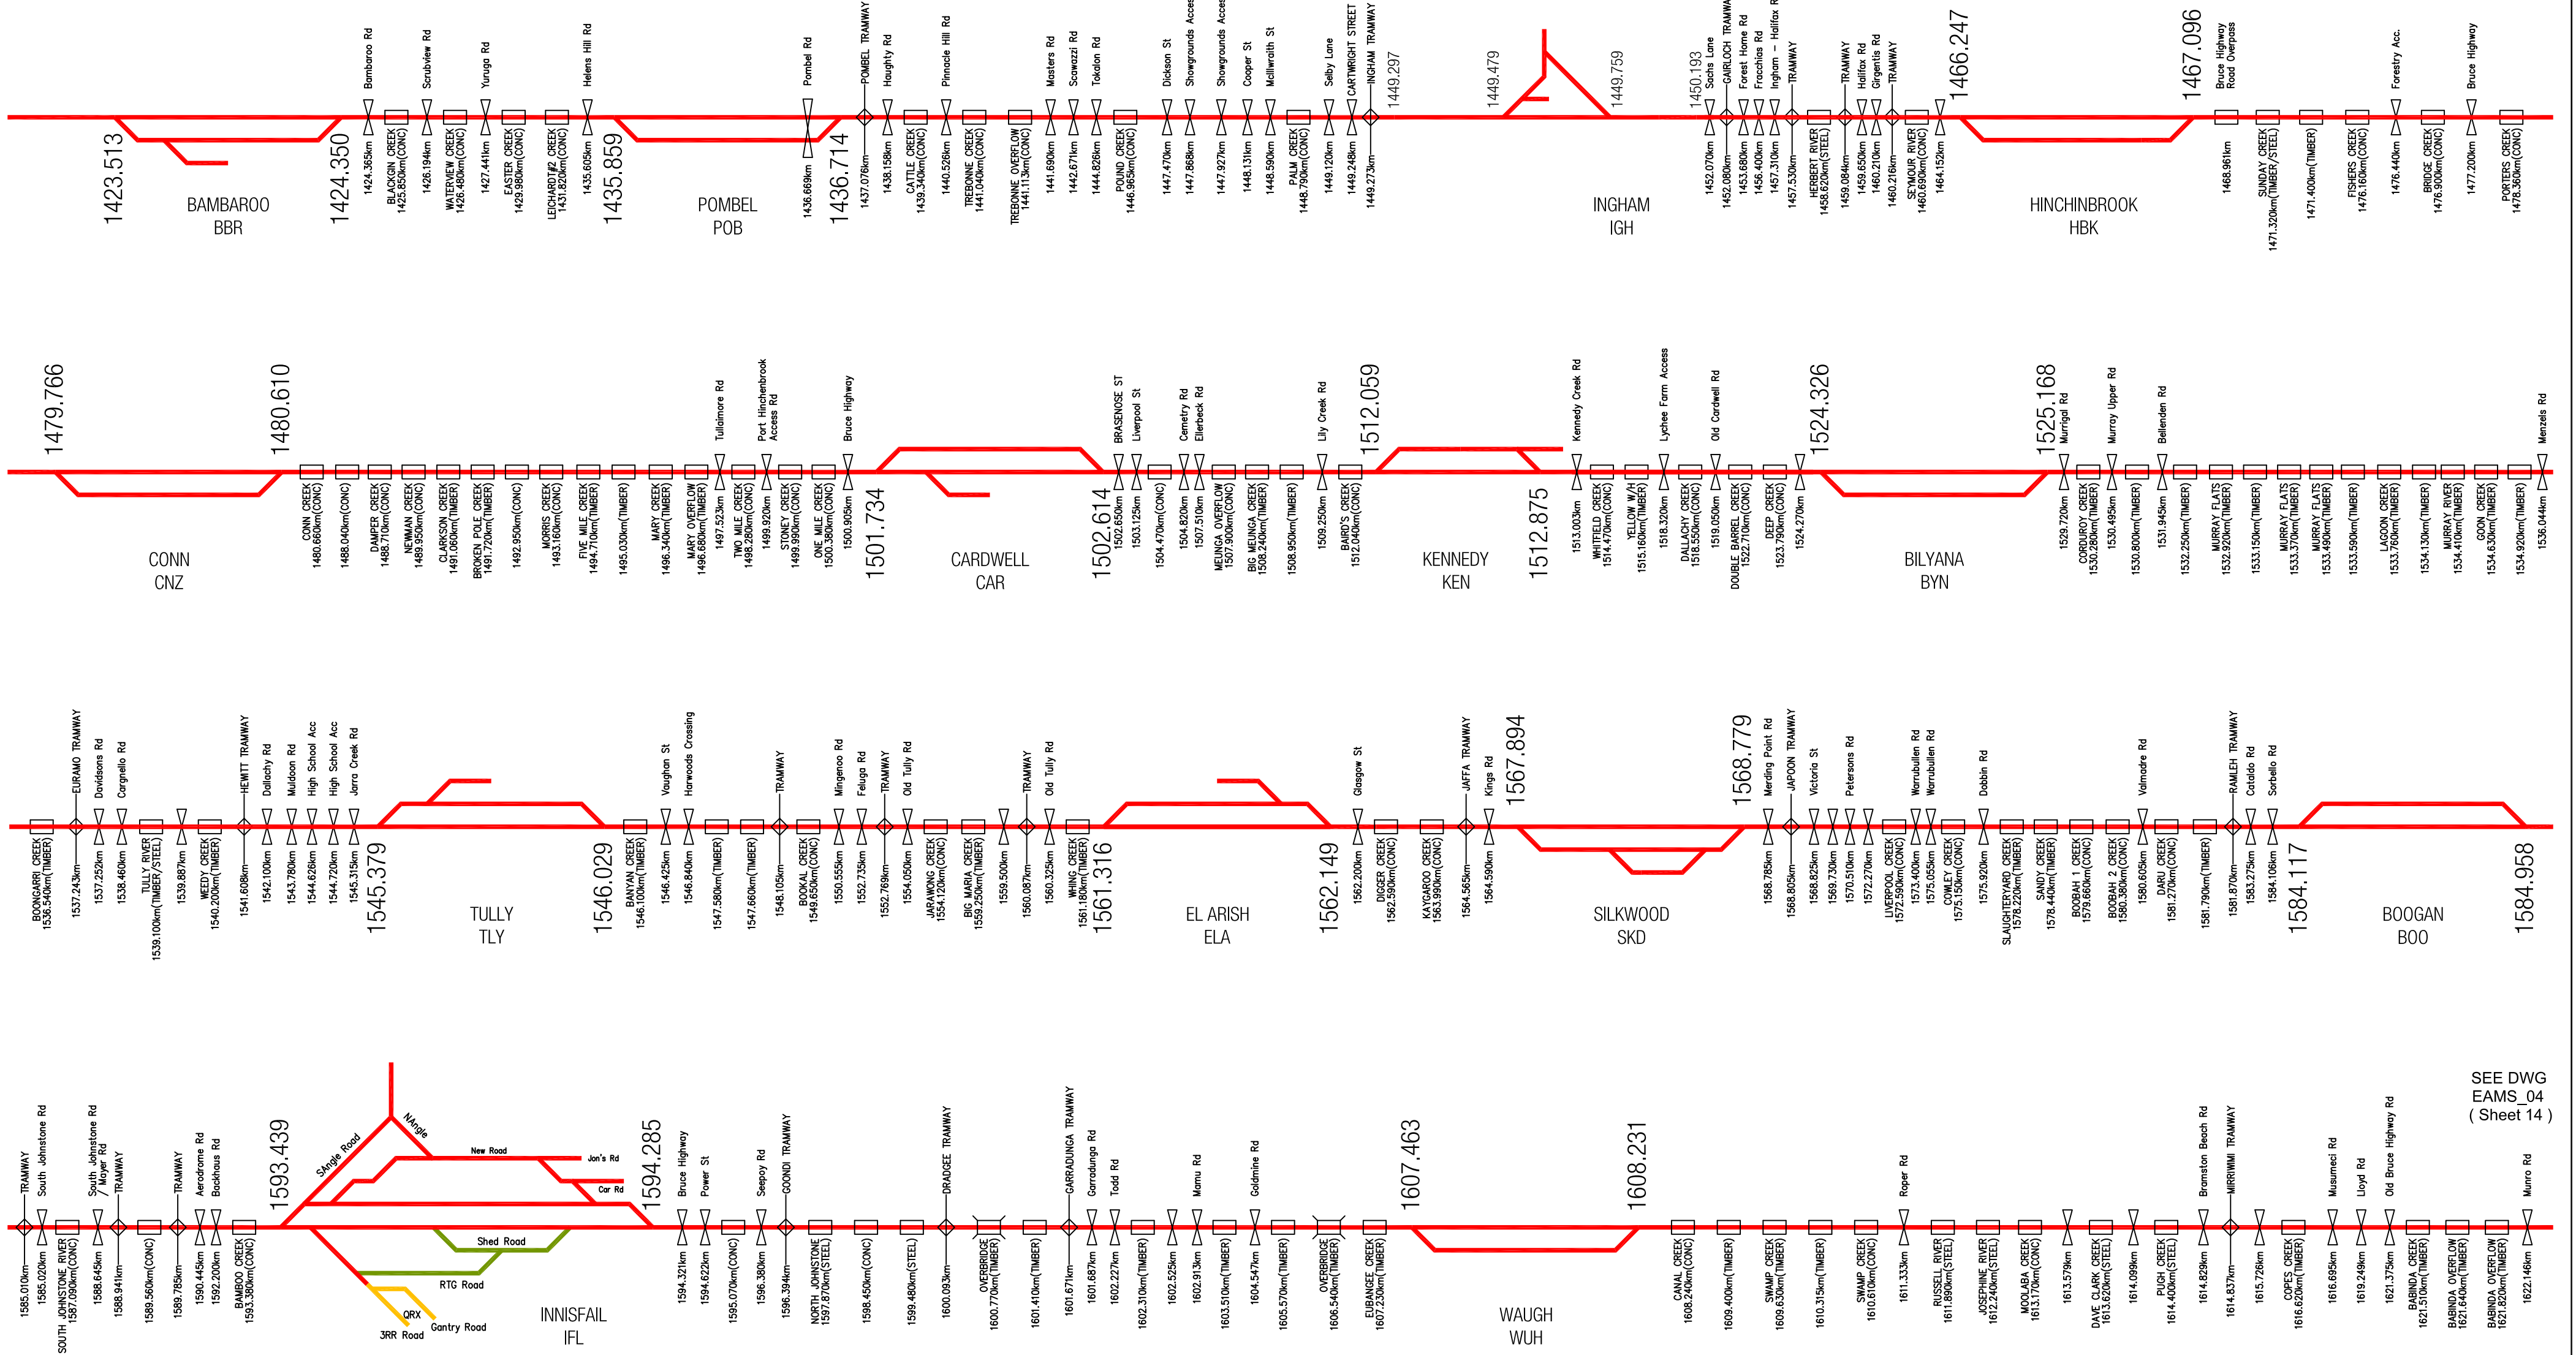 1423.513
BAMBAROO
BBR
1424.350
Bambaroo Rd
1424.365km
BLACKGIN CREEK
1425.850km(CONC)
Scrubview Rd
1426.194km
WATERVIEW CREEK
1426.480km(CONC)
Yuruga Rd
1427.441km
EASTER CREEK
1429.980km(CONC)
LEICHARDT#2 CREEK
1431.820km(CONC)
Helens Hill Rd
1435.605km
1435.859
POMBEL
POB
Pombel Rd
1436.669km
1436.714
POMBEL TRAMWAY
1437.076km
Haughty Rd
1438.158km
CATTLE CREEK
1439.340km(CONC)
Pinnacle Hill Rd
1440.526km
TREBONNE CREEK
1441.040km(CONC)
TREBONNE OVERFLOW
1441.113km(CONC)
Masters Rd
1441.690km
Scawazzi Rd
1442.671km
Tokalon Rd
1444.826km
POUND CREEK
1446.965km(CONC)
Dickson St
1447.470km
Showgrounds Acces
1447.868km
Showgrounds Acces
1447.927km
Cooper St
1448.131km
McIlwraith St
1448.590km
PALM CREEK
1448.790km(CONC)
Selby Lane
1449.120km
CARTWRIGHT STREET
1449.248km
INGHAM TRAMWAY
1449.273km
1449.297
1449.479
INGHAM
IGH
1449.759
1450.193
Sachs Lane
1452.070km
GAIRLOCH TRAMWA
1452.080km
Forest Home Rd
1453.680km
Fracchias Rd
1456.400km
Ingham - Halifax R
1457.310km
TRAMWAY
1457.530km
HERBERT RIVER
1458.620km(STEEL)
TRAMWAY
1459.084km
Halifax Rd
1459.650km
Girgentis Rd
1460.210km
TRAMWAY
1460.216km
SEYMOUR RIVER
1460.690km(CONC)
1464.152km
1466.247
HINCHINBROOK
HBK
1467.096
Bruce Highway
Road Overpass
1468.961km
SUNDAY CREEK
1471.320km(TIMBER/STEEL)
1471.400km(TIMBER)
FISHERS CREEK
1476.160km(CONC)
Forestry Acc.
1476.440km
BRIDGE CREEK
1476.900km(CONC)
Bruce Highway
1477.200km
PORTERS CREEK
1478.360km(CONC)
1479.766
CONN
CNZ
1480.610
CONN CREEK
1480.660km(CONC)
1488.040km(CONC)
DAMPER CREEK
1488.710km(CONC)
NEWMAN CREEK
1489.950km(CONC)
CLARKSON CREEK
1491.060km(TIMBER)
BROKEN POLE CREEK
1491.720km(TIMBER)
1492.950km(CONC)
MORRIS CREEK
1493.160km(CONC)
FIVE MILE CREEK
1494.710km(TIMBER)
1495.030km(TIMBER)
MARY CREEK
1496.340km(TIMBER)
MARY OVERFLOW
1496.680km(TIMBER)
Tullaimore Rd
1497.523km
TWO MILE CREEK
1498.280km(CONC)
Port Hinchenbrook
Access Rd
1499.920km
STONEY CREEK
1499.990km(CONC)
ONE MILE CREEK
1500.380km(CONC)
Bruce Highway
1500.905km
1501.734
CARDWELL
CAR
1502.614
BRASENOSE ST
1502.650km
Liverpool St
1503.125km
1504.470km(CONC)
Cemetry Rd
1504.820km
Ellerbeck Rd
1507.510km
MEUNGA OVERFLOW
1507.900km(CONC)
BIG MEUNGA CREEK
1508.240km(TIMBER)
1508.950km(TIMBER)
Lily Creek Rd
1509.250km
BAIRD'S CREEK
1512.040km(CONC)
1512.059
KENNEDY
KEN
1512.875
Kennedy Creek Rd
1513.003km
WHITFIELD CREEK
1514.470km(CONC)
YELLOW W/H
1515.160km(TIMBER)
Lychee Farm Access
1518.320km
DALLACHY CREEK
1518.550km(CONC)
Old Cardwell Rd
1519.050km
DOUBLE BARREL CREEK
1522.710km(CONC)
DEEP CREEK
1523.790km(CONC)
1524.270km
1524.326
BILYANA
BYN
1525.168
Murrigal Rd
1529.720km
CORDUROY CREEK
1530.280km(TIMBER)
Murray Upper Rd
1530.495km
1530.800km(TIMBER)
Bellenden Rd
1531.945km
1532.250km(TIMBER)
MURRAY FLATS
1532.920km(TIMBER)
1533.150km(TIMBER)
MURRAY FLATS
1533.370km(TIMBER)
MURRAY FLATS
1533.490km(TIMBER)
1533.590km(TIMBER)
LAGOON CREEK
1533.760km(TIMBER)
1534.130km(TIMBER)
MURRAY RIVER
1534.410km(TIMBER)
GOON CREEK
1534.630km(TIMBER)
1534.920km(TIMBER)
Menzels Rd
1536.044km
BOONGARRI CREEK
1536.540km(TIMBER)
EURAMO TRAMWAY
1537.243km
Davidsons Rd
1537.252km
Cargnello Rd
1538.460km
TULLY RIVER
1539.100km(TIMBER/STEEL)
1539.887km
WEEDY CREEK
1540.200km(TIMBER)
HEWITT TRAMWAY
1541.608km
Dallachy Rd
1542.100km
Muldoon Rd
1543.780km
High School Acc
1544.626km
High School Acc
1544.720km
Jarra Creek Rd
1545.315km
1545.379
TULLY
TLY
1546.029
BANYAN CREEK
1546.100km(TIMBER)
Vaughan St
1546.425km
Harwoods Crossing
1546.840km
1547.580km(TIMBER)
1547.660km(TIMBER)
TRAMWAY
1548.105km
BOOKAL CREEK
1549.650km(CONC)
Mingenoo Rd
1550.555km
Feluga Rd
1552.735km
TRAMWAY
1552.769km
Old Tully Rd
1554.050km
JARAWONG CREEK
1554.120km(CONC)
BIG MARIA CREEK
1559.250km(TIMBER)
1559.500km
TRAMWAY
1560.087km
Old Tully Rd
1560.325km
WHING CREEK
1561.180km(TIMBER)
1561.316
EL ARISH
ELA
1562.149
Glasgow St
1562.200km
DIGGER CREEK
1562.590km(CONC)
KAYGAROO CREEK
1563.990km(CONC)
JAFFA TRAMWAY
1564.565km
Kings Rd
1564.590km
1567.894
SILKWOOD
SKD
1568.779
Merding Point Rd
1568.785km
JAPOON TRAMWAY
1568.805km
Victoria St
1568.825km
1569.730km
Petersons Rd
1570.510km
1572.270km
LIVERPOOL CREEK
1572.590km(CONC)
Warrubullen Rd
1573.400km
Warrubullen Rd
1575.055km
COWLEY CREEK
1575.150km(CONC)
Dobbin Rd
1575.920km
SLAUGHTERYARD CREEK
1578.220km(TIMBER)
SANDY CREEK
1578.440km(TIMBER)
BOOBAH 1 CREEK
1579.660km(CONC)
BOOBAH 2 CREEK
1580.380km(CONC)
Valmadre Rd
1580.605km
DARU CREEK
1581.270km(CONC)
1581.790km(TIMBER)
RAMLEH TRAMWAY
1581.870km
Cataldo Rd
1583.275km
Sorbello Rd
1584.106km
1584.117
BOOGAN
BOO
1584.958
TRAMWAY
1585.010km
South Johnstone Rd
1585.020km
SOUTH JOHNSTONE RIVER
1587.090km(CONC)
South Johnstone Rd
/ Mayer Rd
1588.645km
TRAMWAY
1588.941km
1589.560km(CONC)
TRAMWAY
1589.785km
Aerodrome Rd
1590.445km
Backhaus Rd
1592.200km
BAMBOO CREEK
1593.380km(CONC)
1593.439
SAngle Road
NAngle
New Road
Jon's Rd
Car Rd
Shed Road
RTG Road
QRX
Gantry Road
3RR Road
INNISFAIL
IFL
1594.285
Bruce Highway
1594.321km
Power St
1594.622km
1595.070km(CONC)
Seepoy Rd
1596.380km
GOONDI TRAMWAY
1596.394km
NORTH JOHNSTONE
1597.870km(STEEL)
1598.450km(CONC)
1599.480km(STEEL)
DRADGEE TRAMWAY
1600.093km
OVERBRIDGE
1600.770km(TIMBER)
1601.410km(TIMBER)
GARRADUNGA TRAMWAY
1601.671km
Garradunga Rd
1601.687km
Todd Rd
1602.227km
1602.310km(TIMBER)
1602.525km
Mamu Rd
1602.913km
1603.510km(TIMBER)
Goldmine Rd
1604.547km
1605.570km(TIMBER)
OVERBRIDGE
1606.540km(TIMBER)
EUBANGEE CREEK
1607.230km(TIMBER)
1607.463
WAUGH
WUH
1608.231
CANAL CREEK
1608.240km(CONC)
1609.400km(TIMBER)
SWAMP CREEK
1609.630km(TIMBER)
1610.315km(TIMBER)
SWAMP CREEK
1610.610km(CONC)
Roper Rd
1611.333km
RUSSELL RIVER
1611.890km(STEEL)
JOSEPHINE RIVER
1612.240km(STEEL)
MOOLABA CREEK
1613.170km(CONC)
1613.579km
DAVE CLARK CREEK
1613.620km(STEEL)
1614.099km
PUGH CREEK
1614.400km(STEEL)
Bramston Beach Rd
1614.829km
MIRRIWIMI TRAMWAY
1614.837km
1615.726km
COPES CREEK
1616.620km(TIMBER)
Musumeci Rd
1616.695km
Lloyd Rd
1619.249km
Old Bruce Highway Rd
1621.375km
BABINDA CREEK
1621.510km(TIMBER)
BABINDA OVERFLOW
1621.640km(TIMBER)
BABINDA OVERFLOW
1621.820km(TIMBER)
Munro Rd
1622.146km
SEE DWG
EAMS_04
( Sheet 14 )